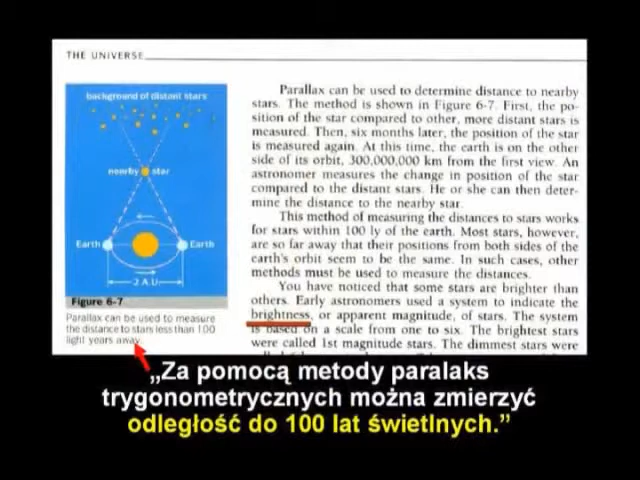 THE UNIVERSE
background of distant stars
nearby star
Earth
Earth
2 A.U.
Figure 6-7
Parallax can be used to measure
the distance to stars less than 100
light years away.
Parallax can be used to determine distance to nearby
stars. The method is shown in Figure 6-7. First, the po-
sition of the star compared to other, more distant stars is
measured. Then, six months later, the position of the star
is measured again. At this time, the earth is on the other
side of its orbit, 300,000,000 km from the first view. An
astronomer measures the change in position of the star
compared to the distant stars. He or she can then deter-
mine the distance to the nearby star.
This method of measuring the distances to stars works
for stars within 100 ly of the earth. Most stars, however,
are so far away that their positions from both sides of the
earth's orbit seem to be the same. In such cases, other
methods must be used to measure the distances.
You have noticed that some stars are brighter than
others. Early astronomers used a system to indicate the
brightness, or apparent magnitude, of stars. The system
is based on a scale from one to six. The brightest stars
were called 1st magnitude stars. The dimmest stars were
„Za pomocą metody paralaks
trygonometrycznych można zmierzyć
odległość do 100 lat świetlnych.”